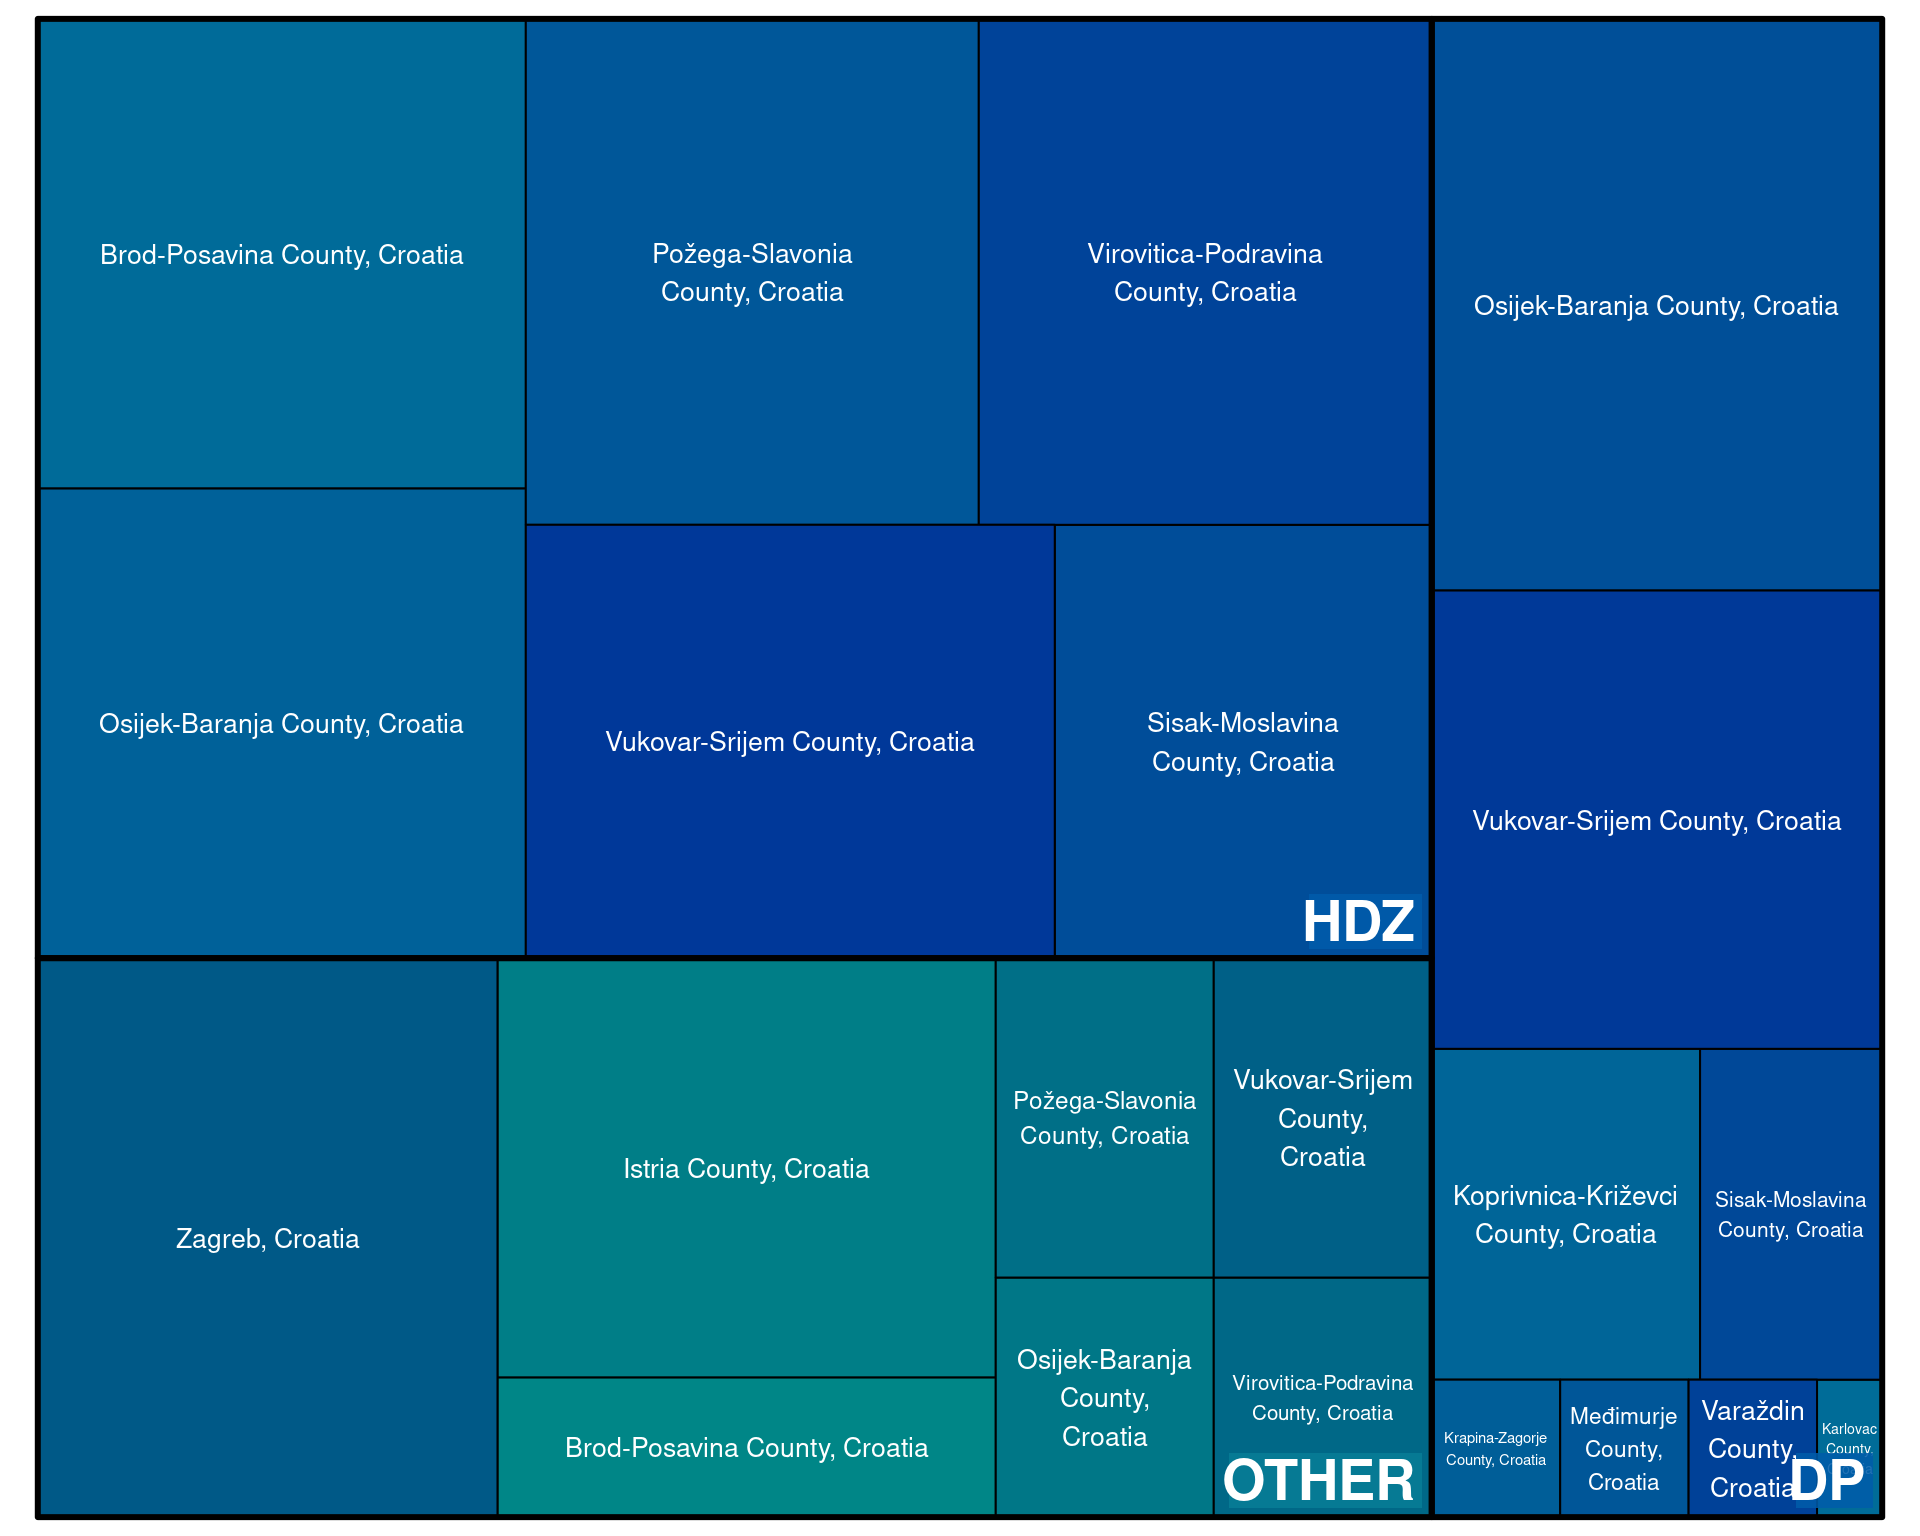 Brod-Posavina County, Croatia
Požega-Slavonia
County, Croatia
Virovitica-Podravina
County, Croatia
Osijek-Baranja County, Croatia
Osijek-Baranja County, Croatia
Vukovar-Srijem County, Croatia
Sisak-Moslavina
County, Croatia
HDZ
Vukovar-Srijem County, Croatia
Zagreb, Croatia
Istria County, Croatia
Brod-Posavina County, Croatia
Požega-Slavonia
County, Croatia
Vukovar-Srijem
County,
Croatia
Osijek-Baranja
County,
Croatia
Virovitica-Podravina
County, Croatia
OTHER
Koprivnica-Križevci
County, Croatia
Sisak-Moslavina
County, Croatia
Krapina-Zagorje
County, Croatia
Međimurje
County,
Croatia
Varaždin
County,
Croatia
Karlovac
County,
DP